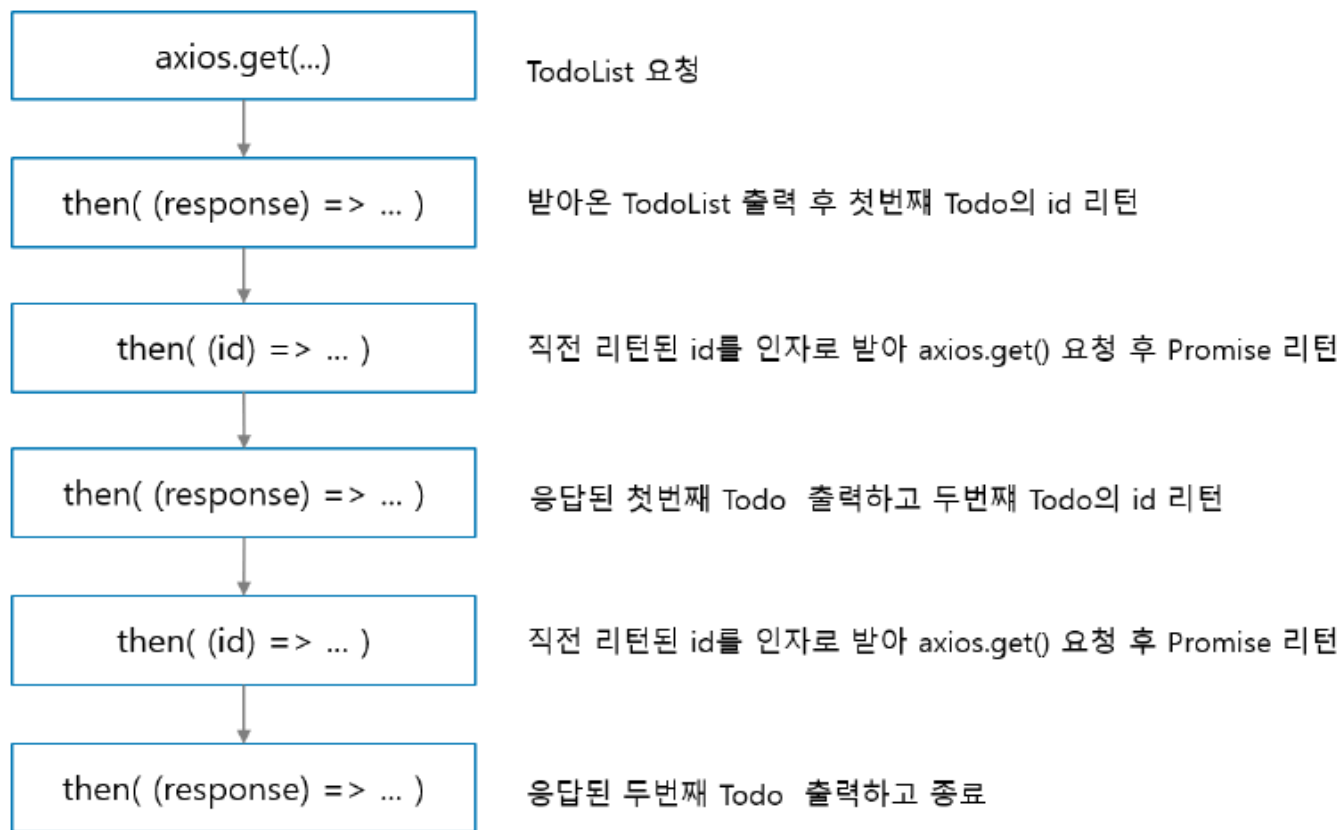 axios.get(...)
TodoList 요청
then( (response) => ... )
받아온 TodoList 출력 후 첫번쨰 Todo의 id 리턴
then( (id) => ... )
직전 리턴된 id를 인자로 받아 axios.get() 요청 후 Promise 리턴
then( (response) => ... )
응답된 첫번째 Todo 출력하고 두번쨰 Todo의 id 리턴
then( (id) => ... )
직전 리턴된 id를 인자로 받아 axios.get() 요청 후 Promise 리턴
then( (response) => ... )
응답된 두번째 Todo 출력하고 종료